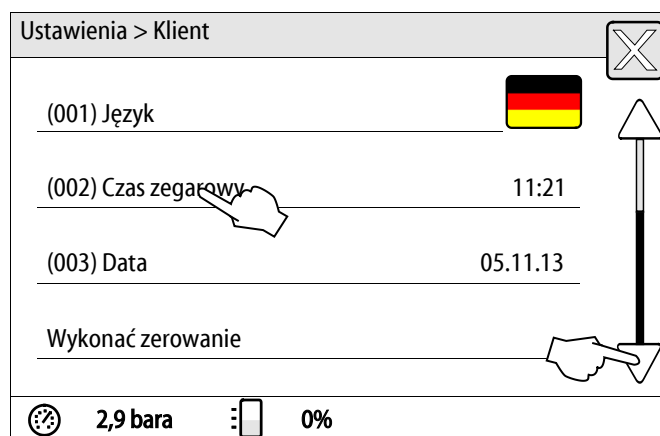 Ustawienia > Klient
(001) Język
(002) Czas zegarowy 11:21
(003) Data 05.11.13
Wykonać zerowanie
2,9 bara 0%